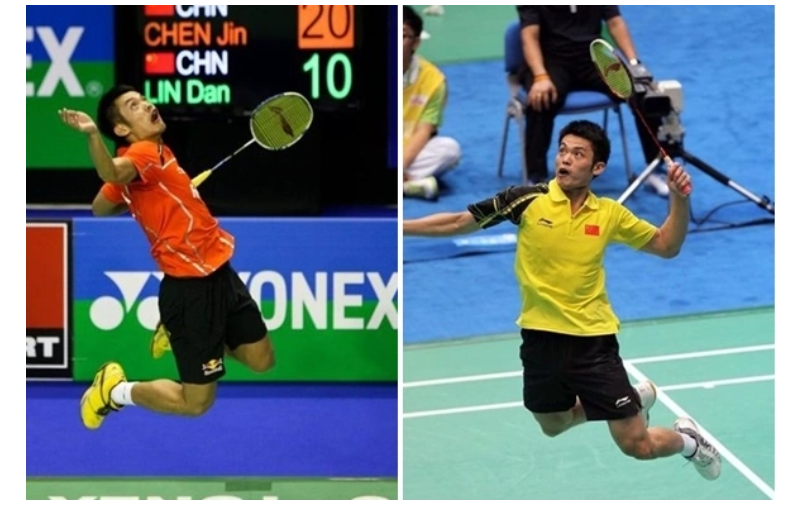 CHN 20
CHEN Jin
CHN 10
LIN Dan
EX
YONEX
RT